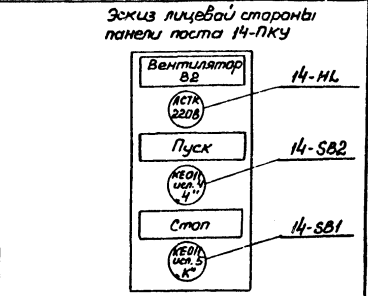 Эскиз лицевой стороны
панели поста 14-ПКУ
Вентилятор
В2
14-HL
АСТК
220В
Пуск
14-SB2
КЕ011
исп. 4
„Ч"
Стоп
14-SB1
КЕ011
исп. 5
„К"